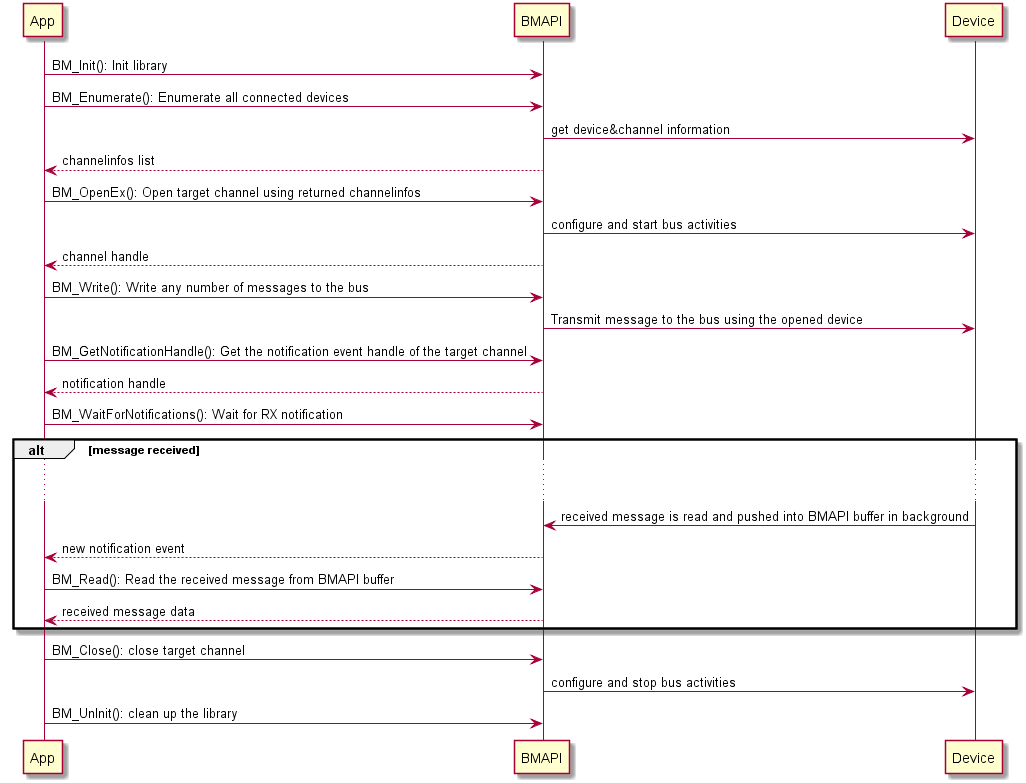 App
BMAPI
Device
BM_Init(): Init library
BM_Enumerate(): Enumerate all connected devices
get device&channel information
channelinfos list
BM_OpenEx(): Open target channel using returned channelinfos
configure and start bus activities
channel handle
BM_Write(): Write any number of messages to the bus
Transmit message to the bus using the opened device
BM_GetNotificationHandle(): Get the notification event handle of the target channel
notification handle
BM_WaitForNotifications(): Wait for RX notification
alt
[message received]
received message is read and pushed into BMAPI buffer in background
new notification event
BM_Read(): Read the received message from BMAPI buffer
received message data
BM_Close(): close target channel
configure and stop bus activities
BM_UnInit(): clean up the library
App
BMAPI
Device